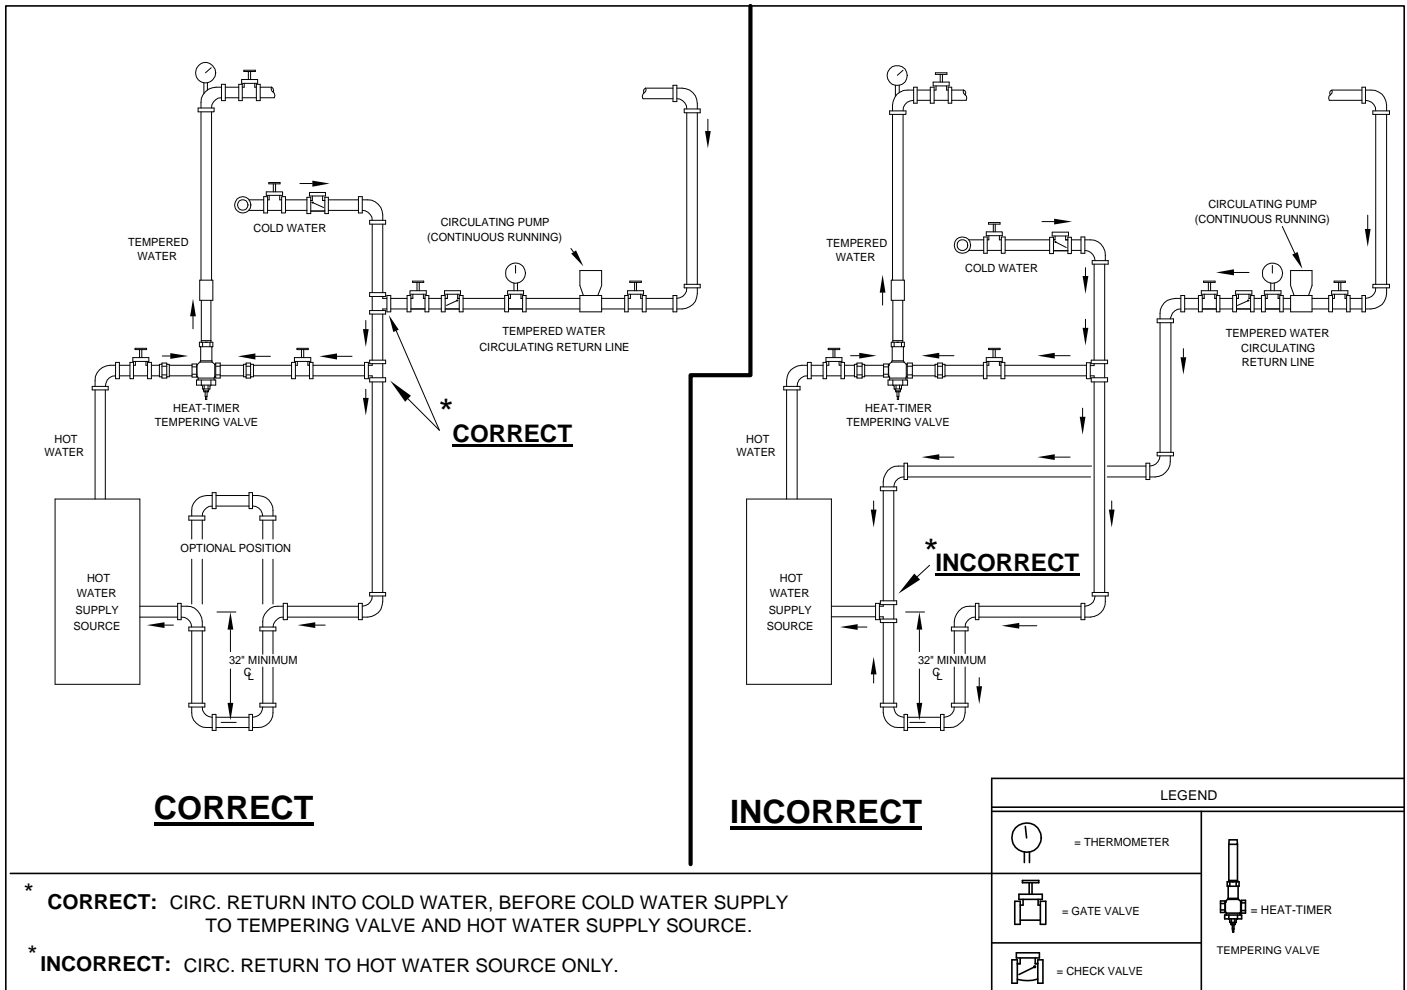 COLD WATER
CIRCULATING PUMP
(CONTINUOUS RUNNING)
TEMPERED
WATER
TEMPERED WATER
CIRCULATING RETURN LINE
HEAT-TIMER
TEMPERING VALVE
*
CORRECT
HOT
WATER
OPTIONAL POSITION
HOT
WATER
SUPPLY
SOURCE
32" MINIMUM
℄
CORRECT
CIRCULATING PUMP
(CONTINUOUS RUNNING)
TEMPERED
WATER
COLD WATER
TEMPERED WATER
CIRCULATING
RETURN LINE
HEAT-TIMER
TEMPERING VALVE
HOT
WATER
*
INCORRECT
HOT
WATER
SUPPLY
SOURCE
32" MINIMUM
℄
INCORRECT
LEGEND
= THERMOMETER
= GATE VALVE
= CHECK VALVE
= HEAT-TIMER
TEMPERING VALVE
* CORRECT: CIRC. RETURN INTO COLD WATER, BEFORE COLD WATER SUPPLY
TO TEMPERING VALVE AND HOT WATER SUPPLY SOURCE.
* INCORRECT: CIRC. RETURN TO HOT WATER SOURCE ONLY.